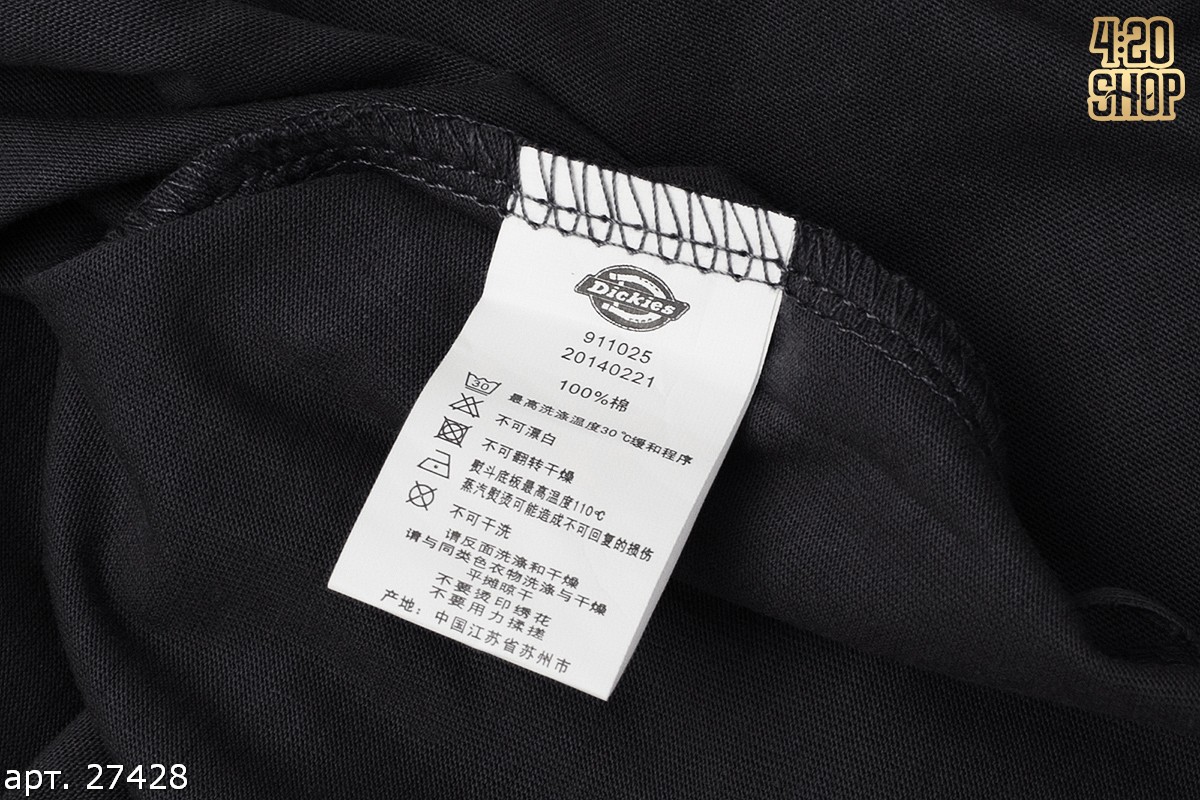 4:20
SHOP
Dickies
911025
20140221
100%棉
30
最高洗涤温度30℃缓和程序
不可漂白
不可翻转干燥
熨斗底板最高温度110℃
蒸汽熨烫可能造成不可回复的损伤
不可干洗
请反面洗涤和干燥
请与同类色衣物洗涤与干燥
平摊晾干
不要烫印绣花
不要用力揉搓
产地：中国江苏省苏州市
арт. 27428